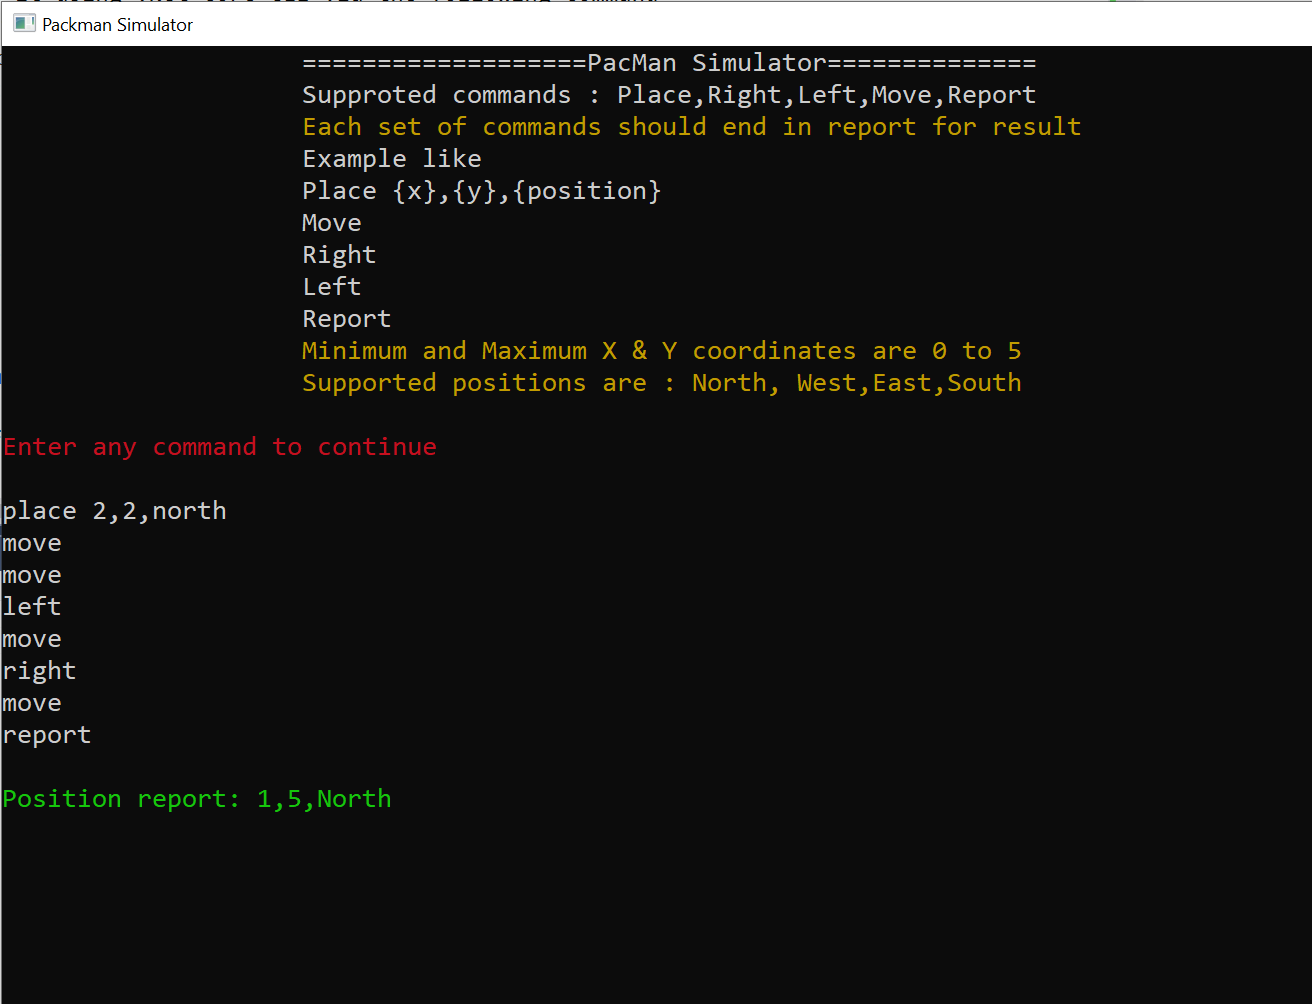 Packman Simulator
===================PacMan Simulator==============
Supproted commands : Place,Right,Left,Move,Report
Each set of commands should end in report for result
Example like
Place {x},{y},{position}
Move
Right
Left
Report
Minimum and Maximum X & Y coordinates are 0 to 5
Supported positions are : North, West,East,South
Enter any command to continue
place 2,2,north
move
move
left
move
right
move
report
Position report: 1,5,North